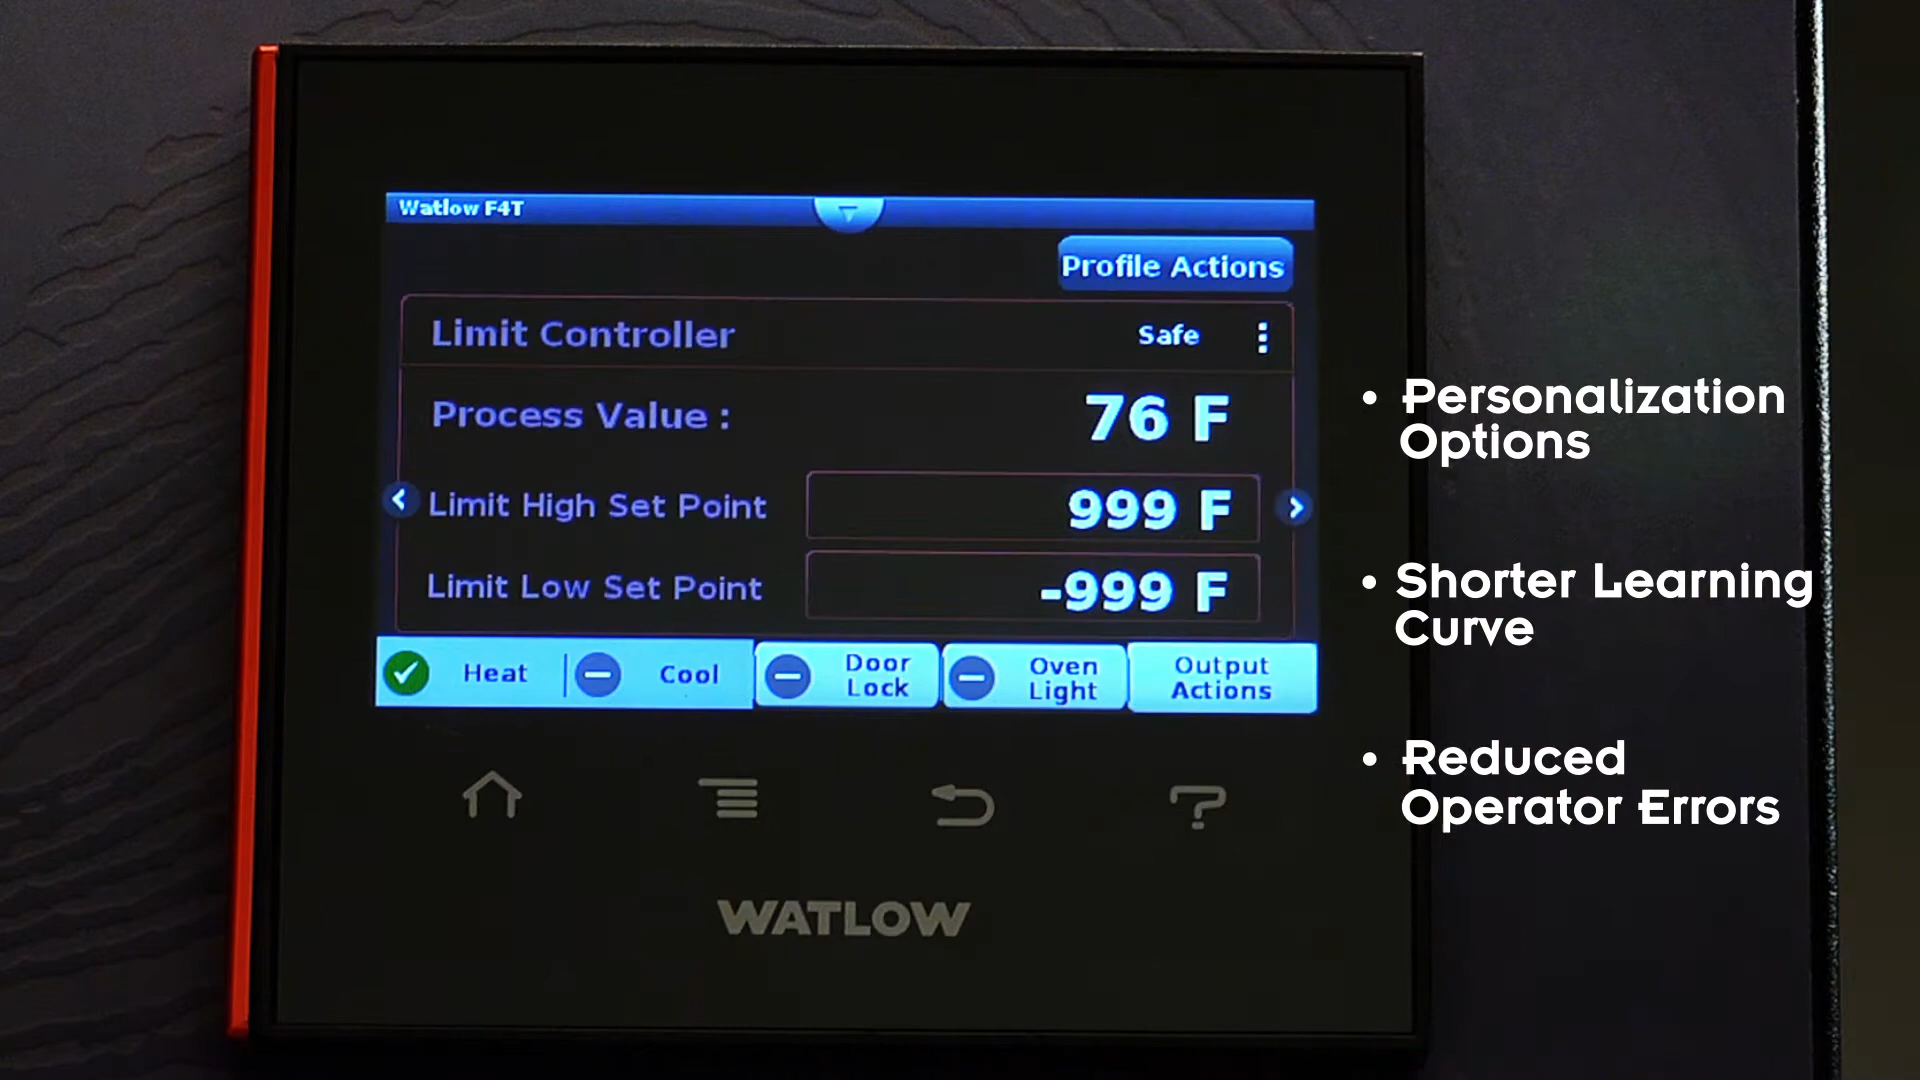 Watlow F4T
Profile Actions
Limit Controller
Safe
Process Value :
76 F
Limit High Set Point
999 F
Limit Low Set Point
-999 F
Heat
Cool
Door
Lock
Oven
Light
Output
Actions
WATLOW
• Personalization
Options
• Shorter Learning
Curve
• Reduced
Operator Errors